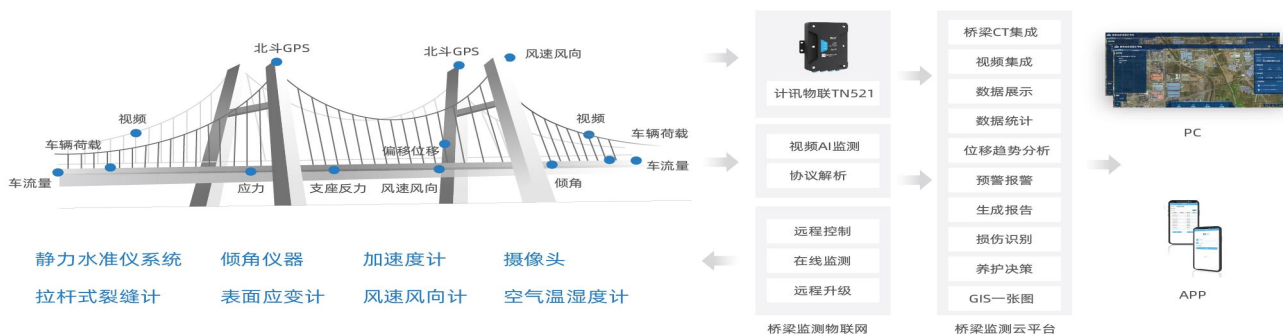 北斗GPS
北斗GPS
风速风向
视频
视频
车辆荷载
车辆荷载
偏移位移
车流量
车流量
应力
支座反力
风速风向
倾角
静力水准仪系统
倾角仪器
加速度计
摄像头
拉杆式裂缝计
表面应变计
风速风向计
空气温湿度计
计讯物联TN521
视频AI监测
协议解析
远程控制
在线监测
远程升级
桥梁监测物联网
桥梁CT集成
视频集成
数据展示
数据统计
位移趋势分析
预警报警
生成报告
损伤识别
养护决策
GIS一张图
桥梁监测云平台
PC
APP